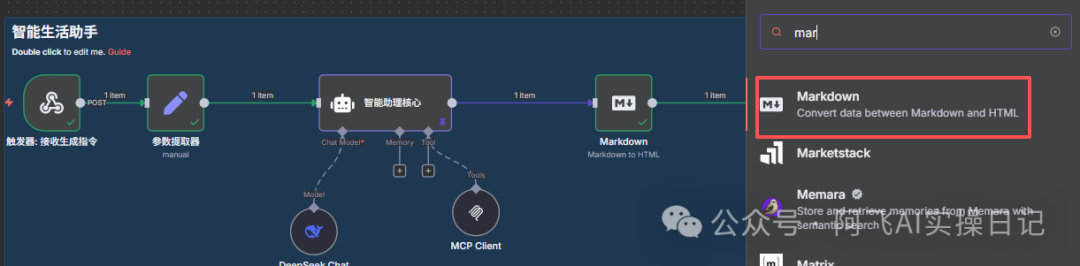 智能生活助手
Double click to edit me. Guide
POST
1 item
1 item
1 item
1 item
智能助理核心
Chat Model*
Memory
Tool
触发器: 接收生成指令
参数提取器
manual
Markdown
Markdown to HTML
Model
Tools
DeepSeek Chat
MCP Client
mar
Markdown
Convert data between Markdown and HTML
Marketstack
Memara
Store and retrieve memories from Memara with
semantic search
Matrix
公众号 · 阿飞AI实操日记